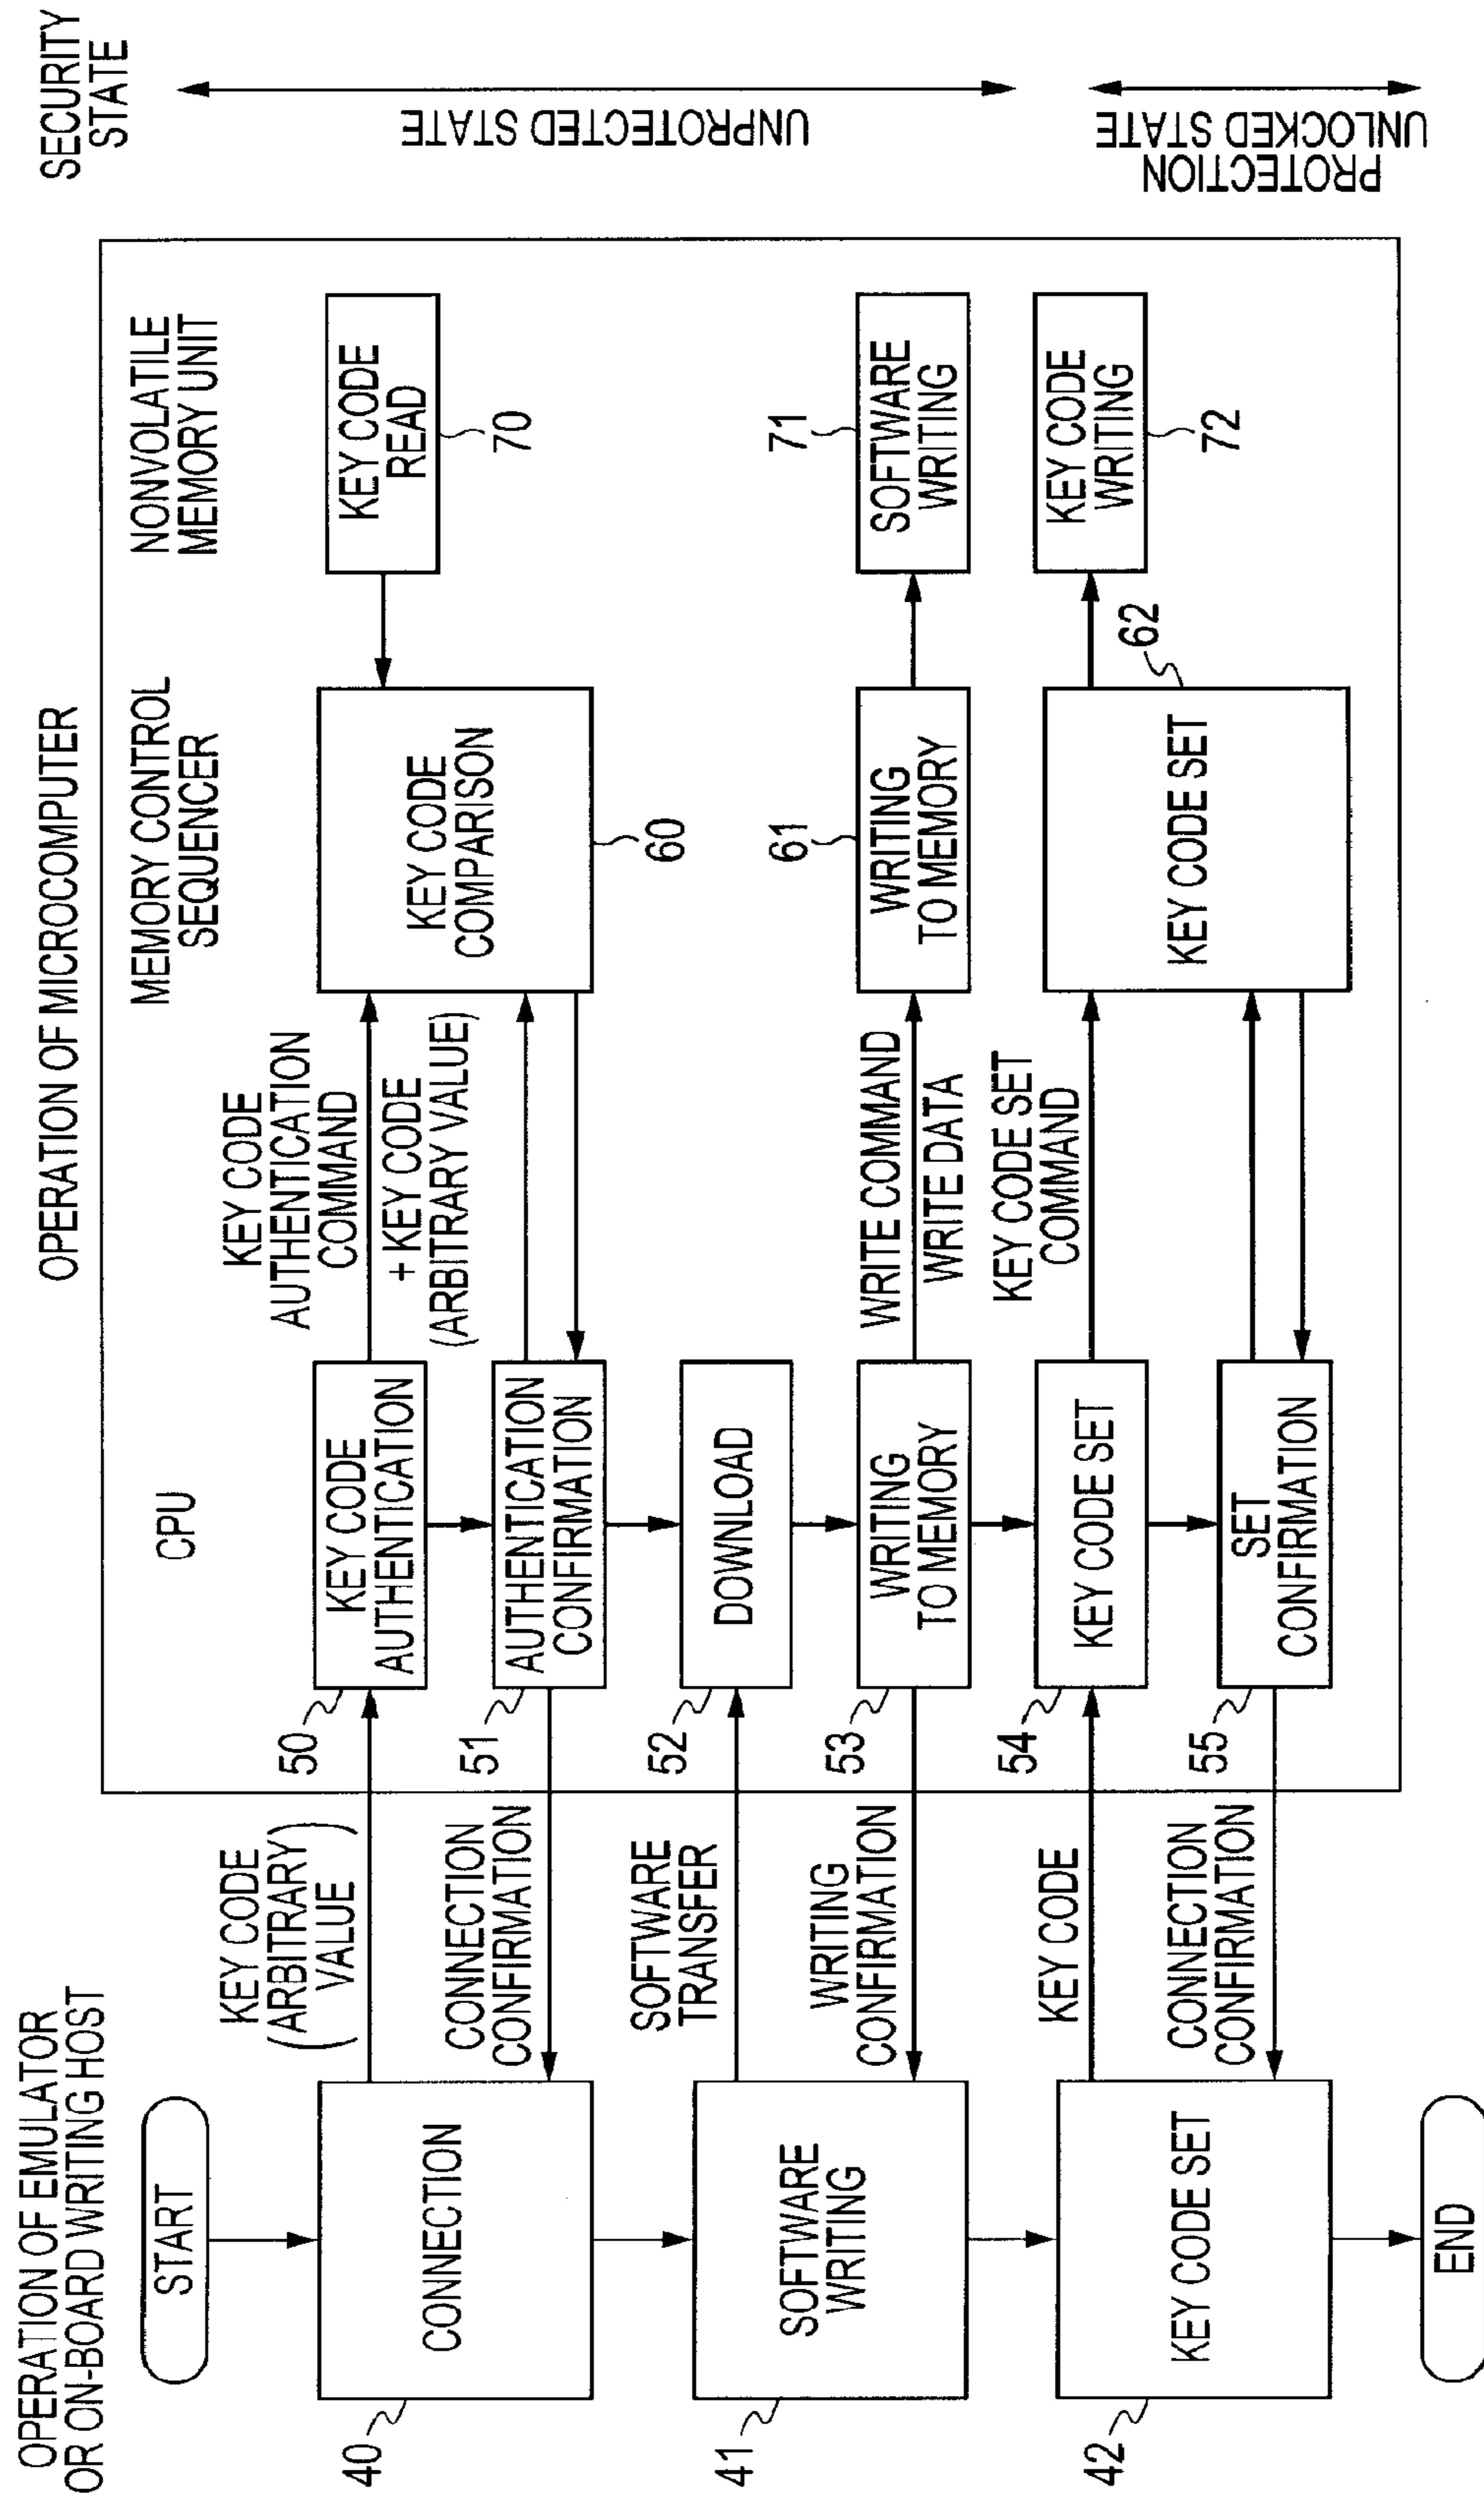 OPERATION OF EMULATOR
OR ON-BOARD WRITING HOST
OPERATION OF MICROCOMPUTER
SECURITY
STATE
CPU
MEMORY CONTROL
SEQUENCER
NONVOLATILE
MEMORY UNIT
START
40
CONNECTION
KEY CODE
(ARBITRARY)
VALUE
50
KEY CODE
AUTHENTICATION
KEY CODE
AUTHENTICATION
COMMAND
+ KEY CODE
(ARBITRARY VALUE)
KEY CODE
COMPARISON
60
KEY CODE
READ
70
UNPROTECTED STATE
CONNECTION
CONFIRMATION
51
AUTHENTICATION
CONFIRMATION
41
SOFTWARE
WRITING
SOFTWARE
TRANSFER
52
DOWNLOAD
WRITING
CONFIRMATION
53
WRITING
TO MEMORY
WRITE COMMAND
WRITE DATA
61
WRITING
TO MEMORY
71
SOFTWARE
WRITING
42
KEY CODE SET
KEY CODE
54
KEY CODE SET
KEY CODE SET
COMMAND
62
KEY CODE SET
KEY CODE
WRITING
72
PROTECTION
UNLOCKED STATE
CONNECTION
CONFIRMATION
55
SET
CONFIRMATION
END